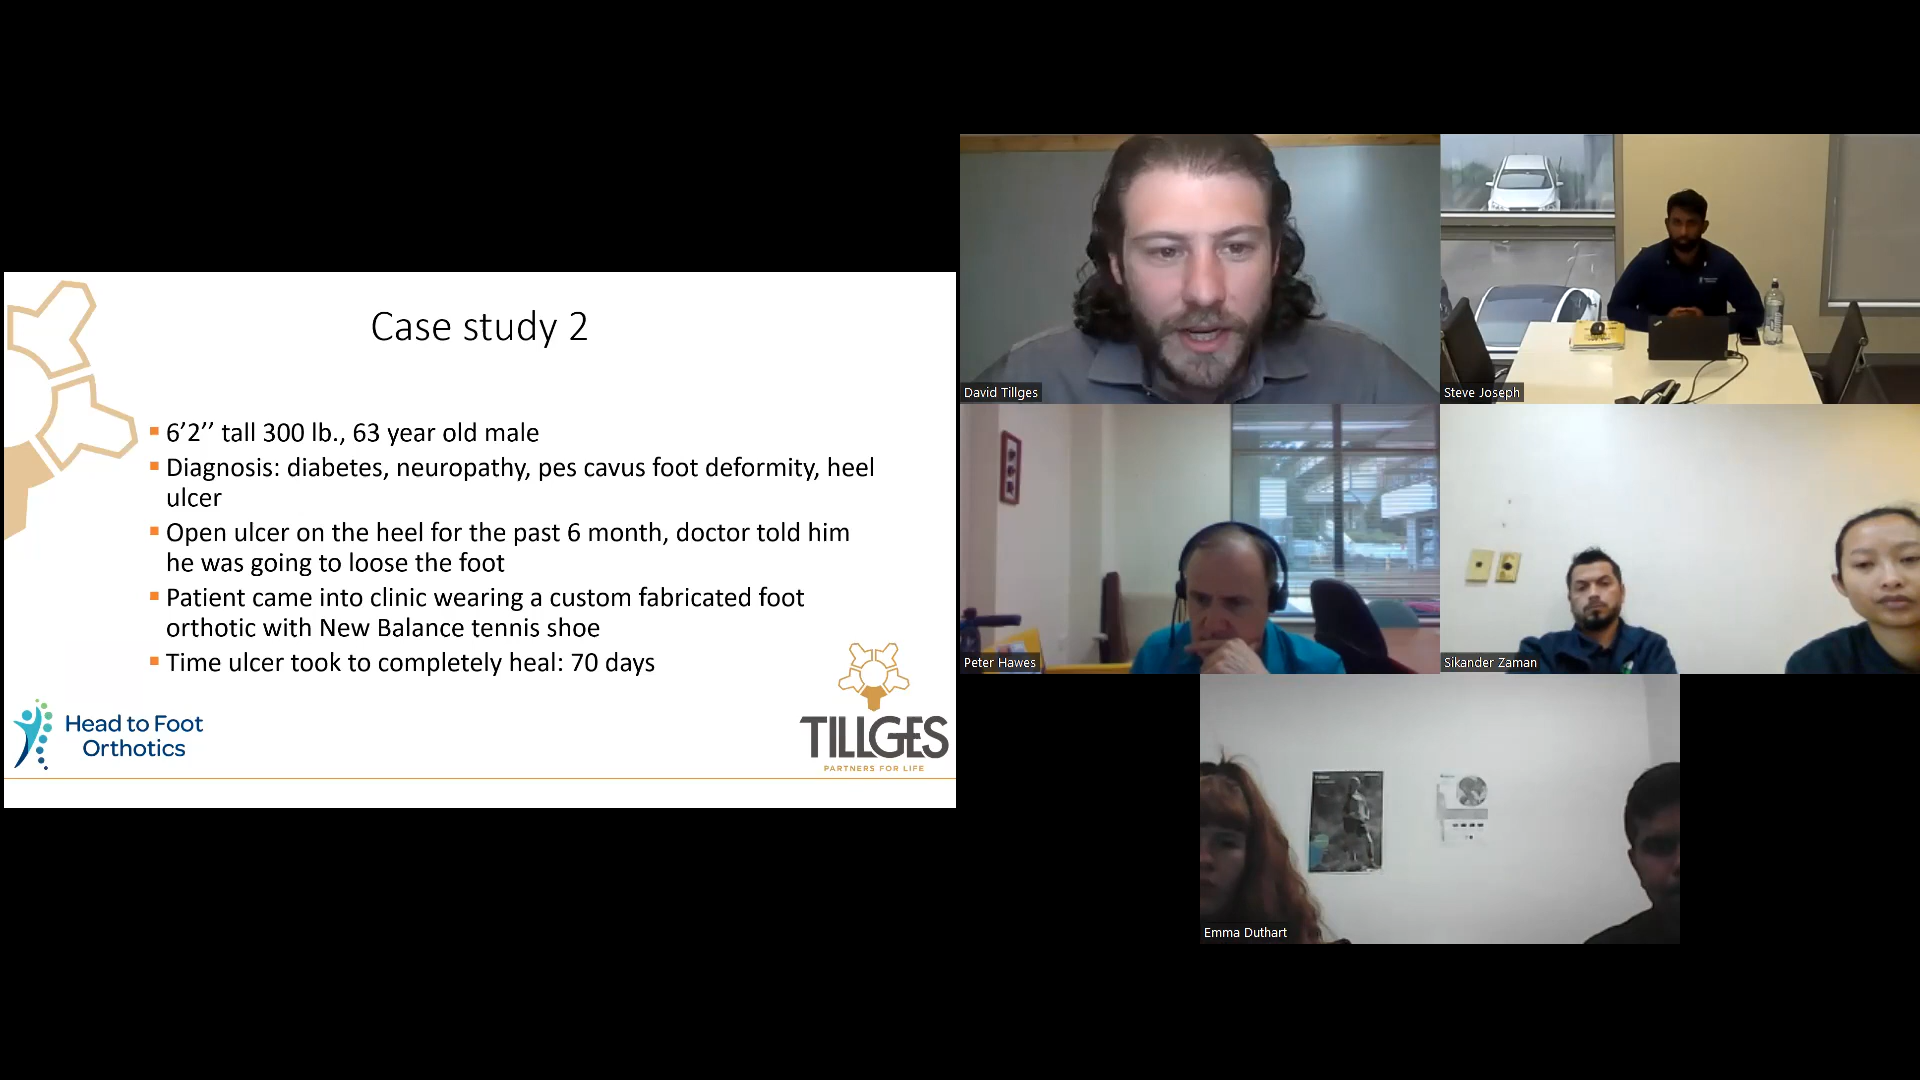 Case study 2
6’2’’ tall 300 lb., 63 year old male
Diagnosis: diabetes, neuropathy, pes cavus foot deformity, heel
ulcer
Open ulcer on the heel for the past 6 month, doctor told him
he was going to loose the foot
Patient came into clinic wearing a custom fabricated foot
orthotic with New Balance tennis shoe
Time ulcer took to completely heal: 70 days
Head to Foot
Orthotics
TILLGES
PARTNERS FOR LIFE
David Tillges
Steve Joseph
Peter Hawes
Sikander Zaman
Emma Duthart